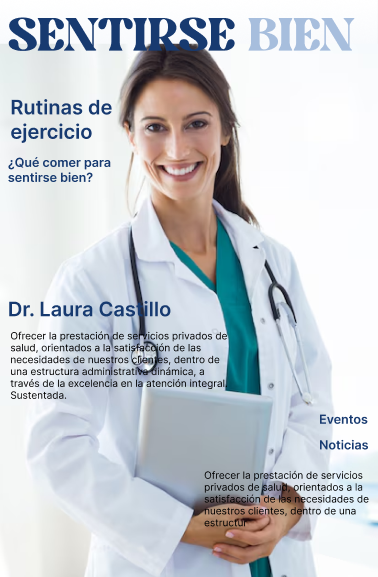 SENTIRSE BIEN
Rutinas de
ejercicio
¿Qué comer para
sentirse bien?
Dr. Laura Castillo
Ofrecer la prestación de servicios privados de
salud, orientados a la satisfacción de las
necesidades de nuestros clientes, dentro de
una estructura administrativa dinámica, a
través de la excelencia en la atención integral.
Sustentada.
Eventos
Noticias
Ofrecer la prestación de servicios
privados de salud, orientados a la
satisfacción de las necesidades de
nuestros clientes, dentro de una
estructur